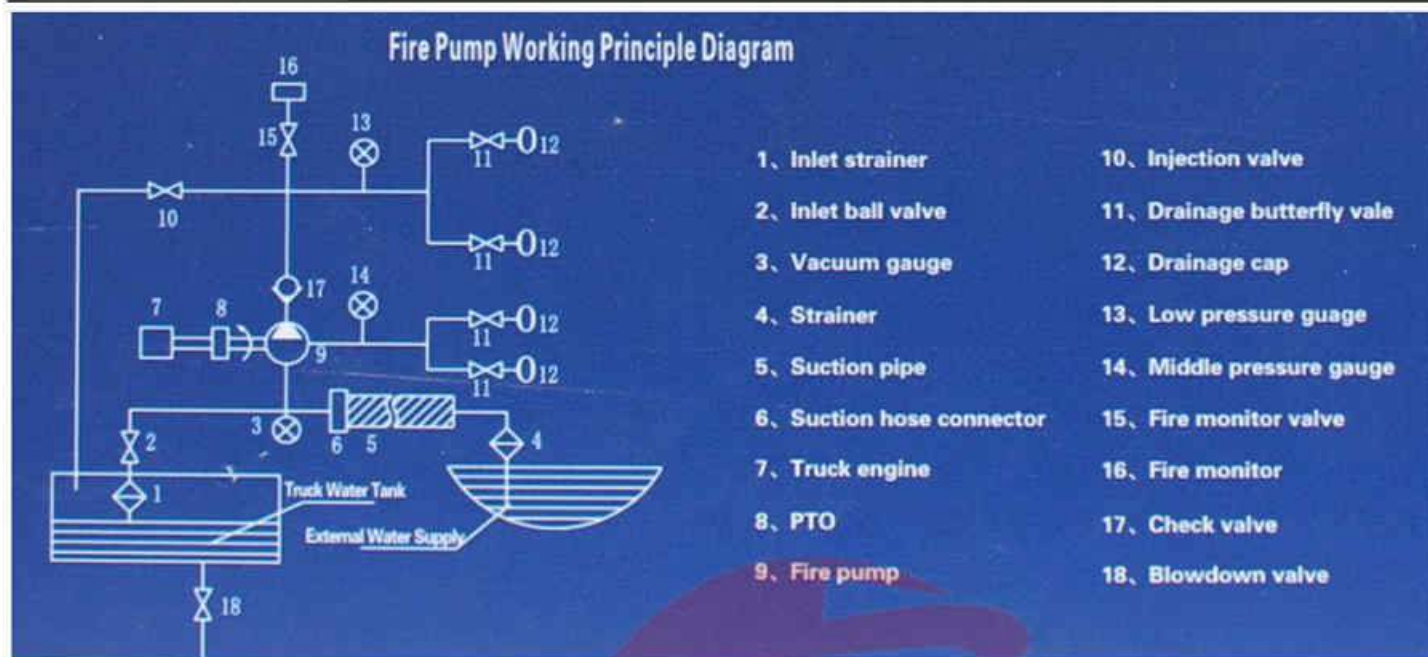 Fire Pump Working Principle Diagram
16
15
13
11
12
10
11
12
17
14
7
8
9
11
12
11
12
3
6
5
4
2
1
Truck Water Tank
External Water Supply
18
1、Inlet strainer
2、Inlet ball valve
3、Vacuum gauge
4、Strainer
5、Suction pipe
6、Suction hose connector
7、Truck engine
8、PTO
9、Fire pump
10、Injection valve
11、Drainage butterfly vale
12、Drainage cap
13、Low pressure guage
14、Middle pressure gauge
15、Fire monitor valve
16、Fire monitor
17、Check valve
18、Blowdown valve